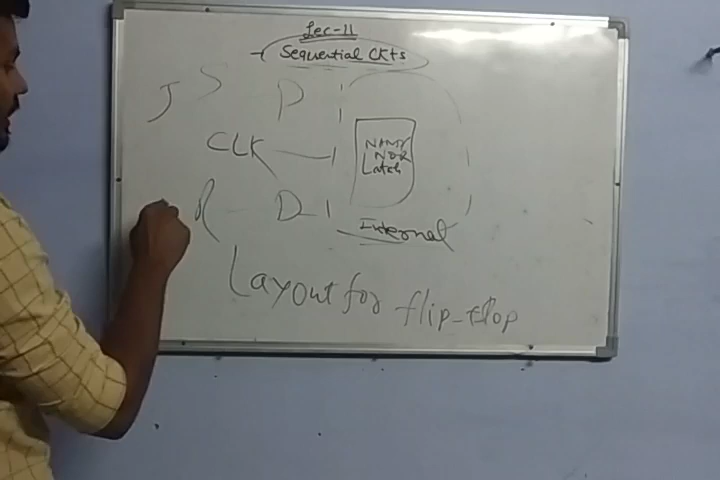 Lec-11
Sequential CKTs
J S D
CLK
NAND
NOR
Latch
R D
Internal
Layout for flip-flop